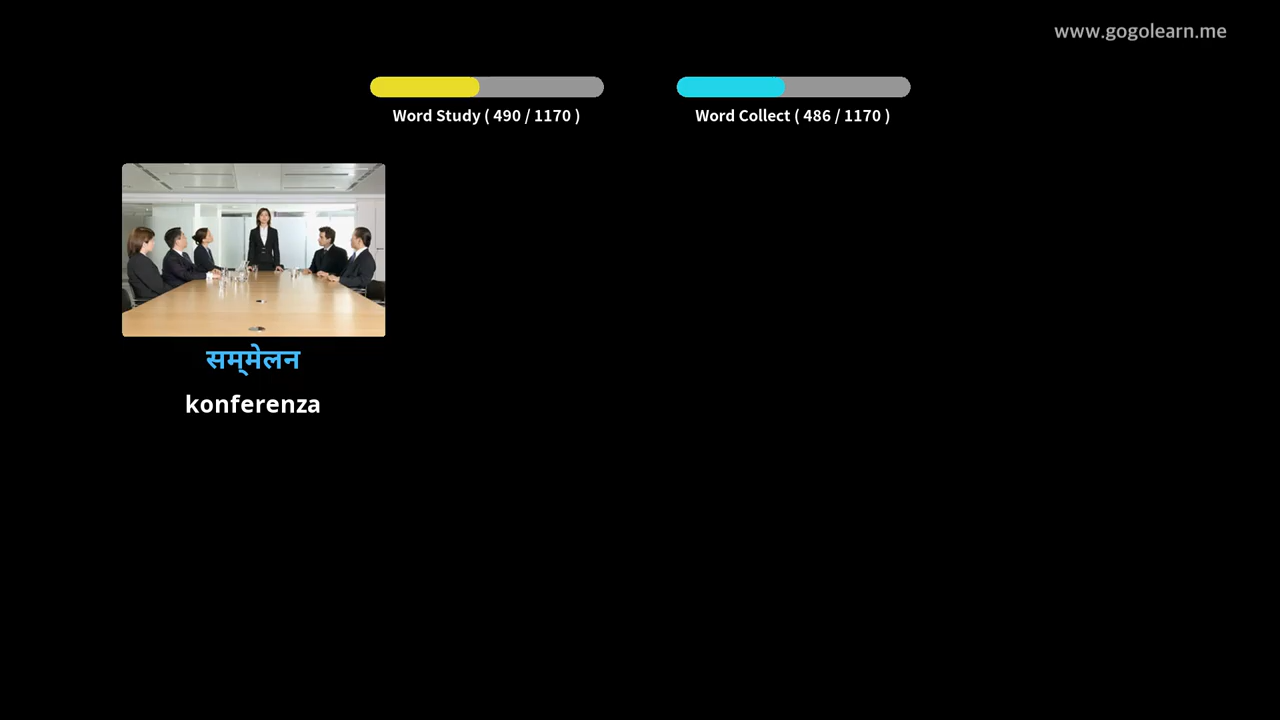 www.gogolearn.me
Word Study ( 490 / 1170 )
Word Collect ( 486 / 1170 )
सम्मेलन
konferenza